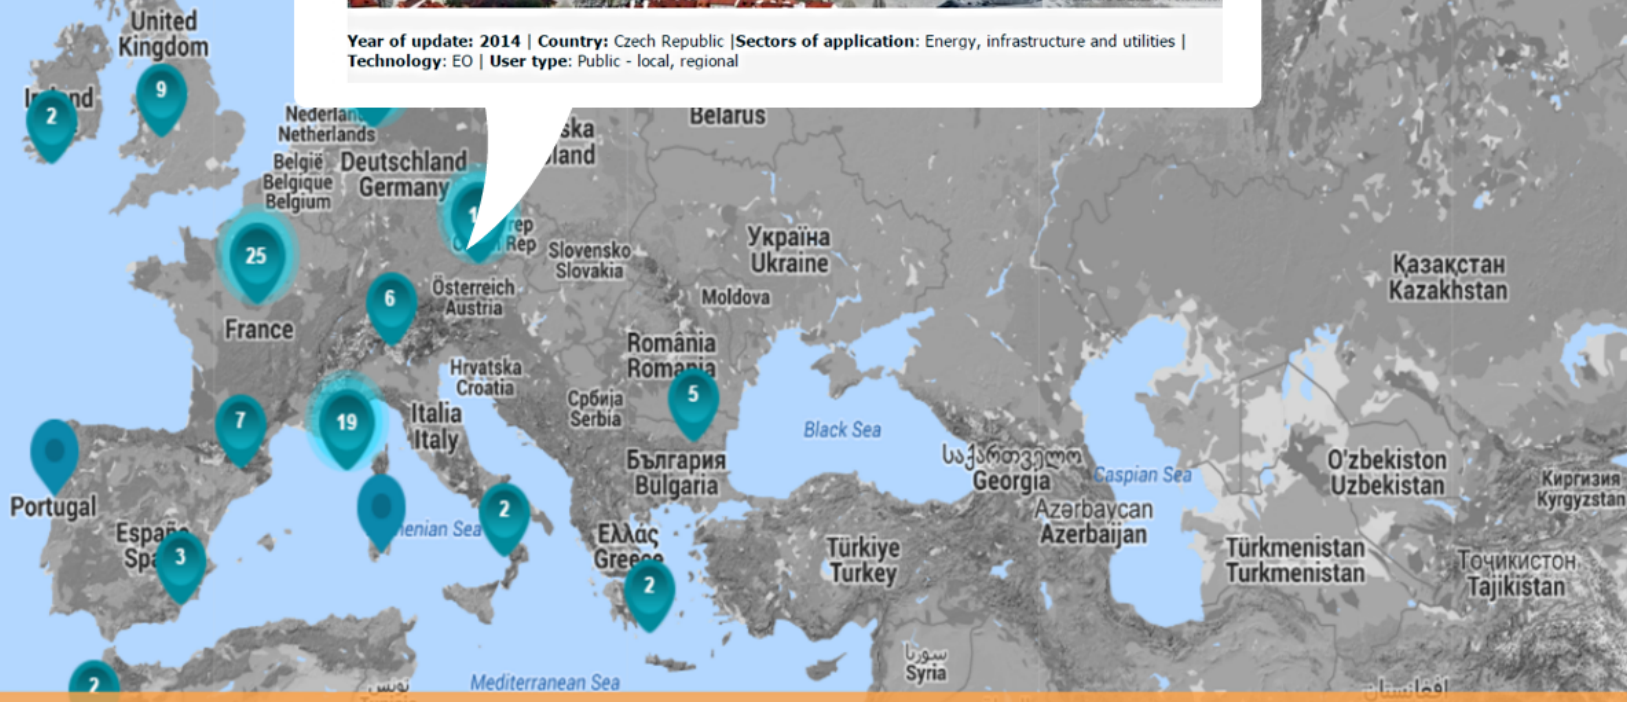 United
Kingdom
Year of update: 2014 | Country: Czech Republic |Sectors of application: Energy, infrastructure and utilities |
Technology: EO | User type: Public - local, regional
9
2
Netherlands
Belarus
België
Belgique
Belgium
Deutschland
Germany
Rep
25
Slovensko
Slovakia
Україна
Ukraine
Қазақстан
Kazakhstan
6
Österreich
Austria
Moldova
France
România
Romania
Hrvatska
Croatia
Србија
Serbia
5
7
19
Italia
Italy
Black Sea
България
Bulgaria
საქართველო
Georgia
Caspian Sea
O'zbekiston
Uzbekistan
Киргизия
Kyrgyzstan
Portugal
2
Sea
Azərbaycan
Azerbaijan
3
Ελλάς
Greece
2
Türkiye
Turkey
Türkmenistan
Turkmenistan
Тоҷикистон
Tajikistan
سوريا
Syria
2
Mediterranean Sea